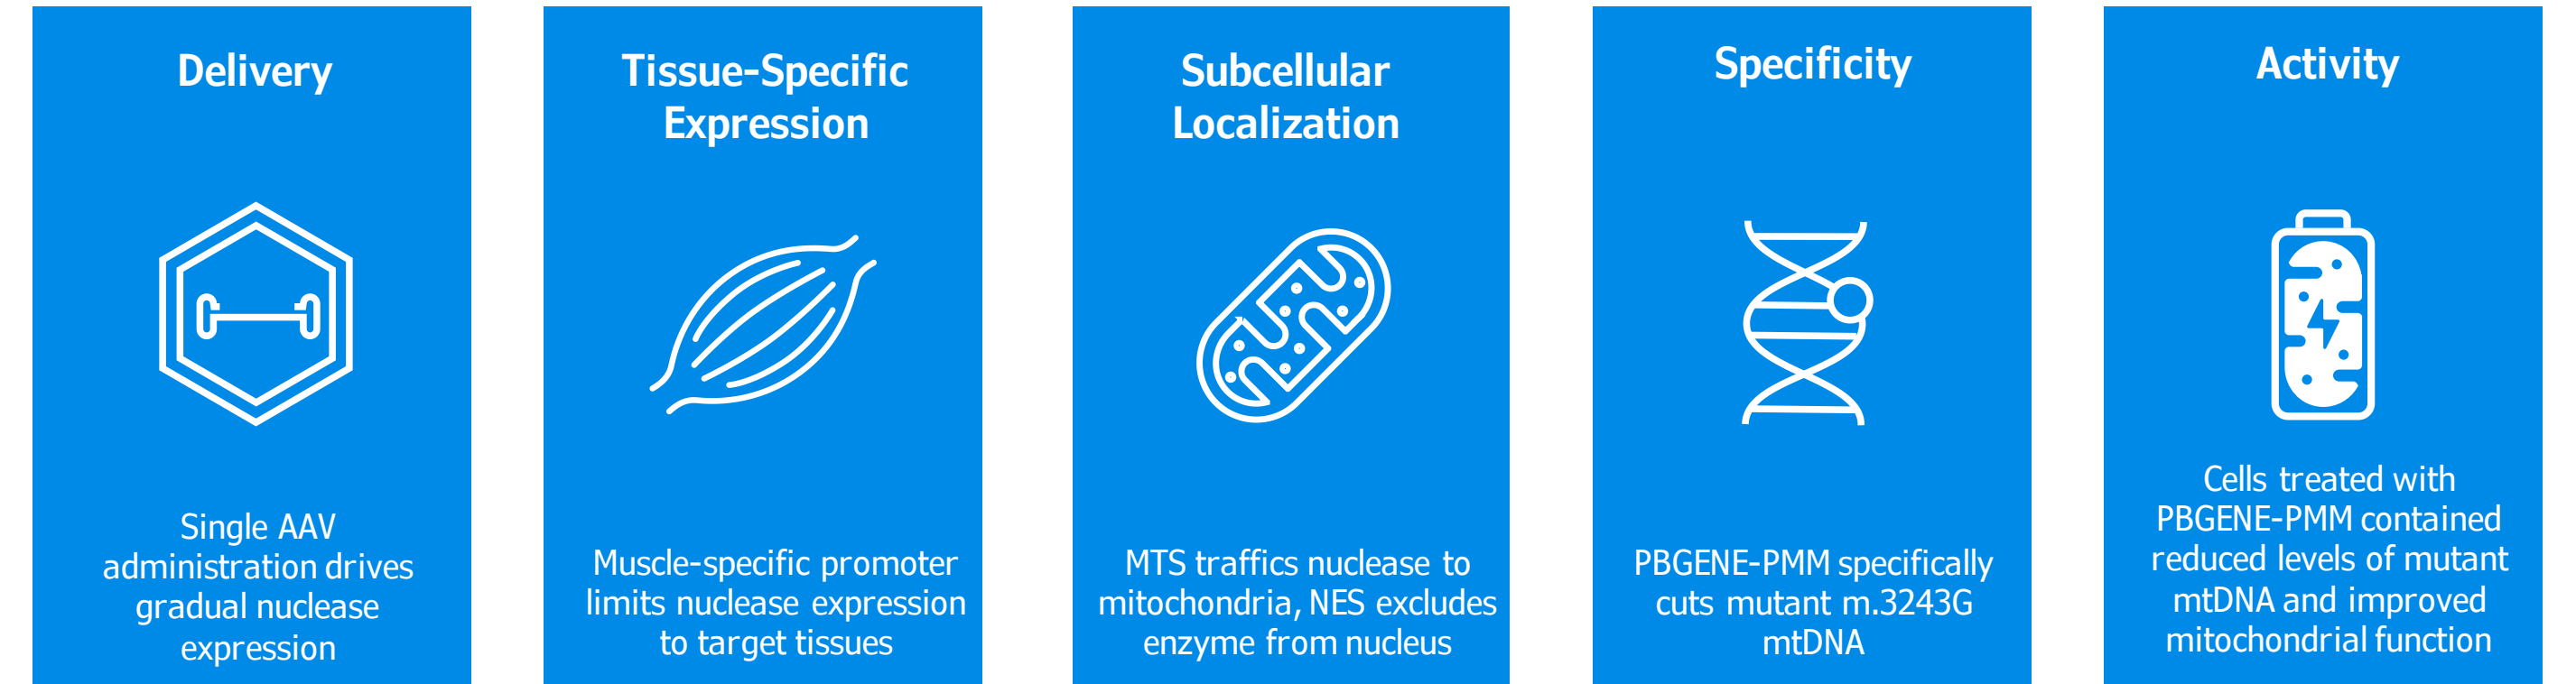 Delivery
Single AAV
administration drives
gradual nuclease
expression
Tissue-Specific
Expression
Muscle-specific promoter
limits nuclease expression
to target tissues
Subcellular
Localization
MTS traffics nuclease to
mitochondria, NES excludes
enzyme from nucleus
Specificity
PBGENE-PMM specifically
cuts mutant m.3243G
mtDNA
Activity
Cells treated with
PBGENE-PMM contained
reduced levels of mutant
mtDNA and improved
mitochondrial function